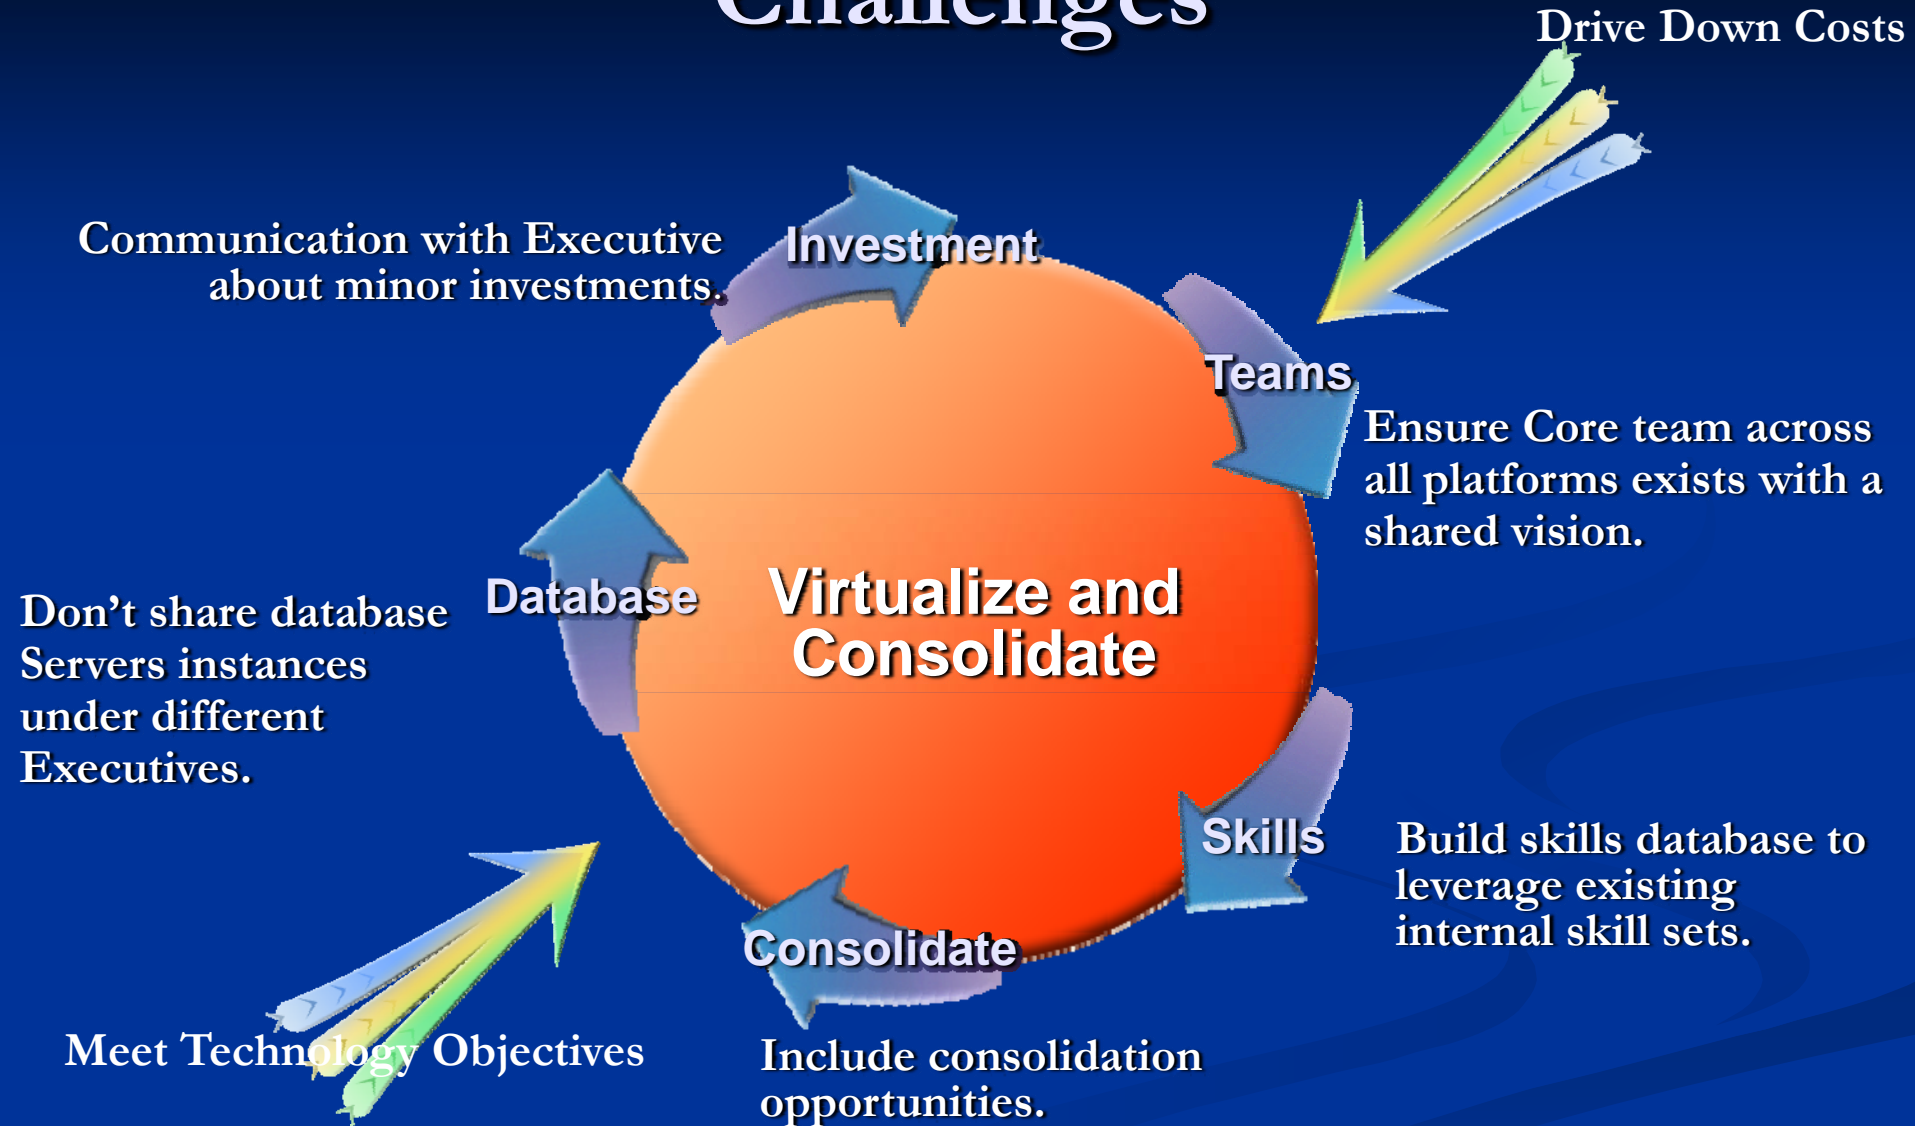 Challenges
Drive Down Costs
Communication with Executive
about minor investments.
Investment
Teams
Ensure Core team across
all platforms exists with a
shared vision.
Database
Don’t share database
Servers instances
under different
Executives.
Virtualize and
Consolidate
Skills
Build skills database to
leverage existing
internal skill sets.
Consolidate
Meet Technology Objectives
Include consolidation
opportunities.